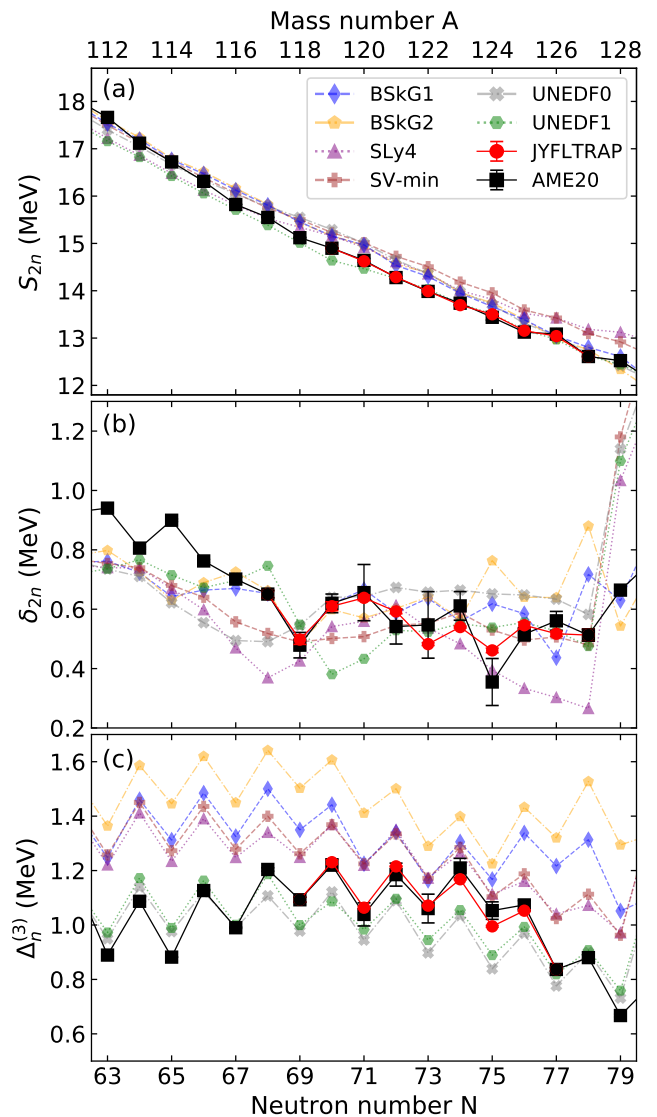 Mass number A
112 114 116 118 120 122 124 126 128
(a)
BSkG1 UNEDF0
BSkG2 UNEDF1
SLy4 JYFLTRAP
SV-min AME20
18
17
16
15
14
13
12
S2n (MeV)
(b)
1.2
1.0
0.8
0.6
0.4
0.2
δ2n (MeV)
(c)
1.6
1.4
1.2
1.0
0.8
0.6
Δn(3) (MeV)
63 65 67 69 71 73 75 77 79
Neutron number N